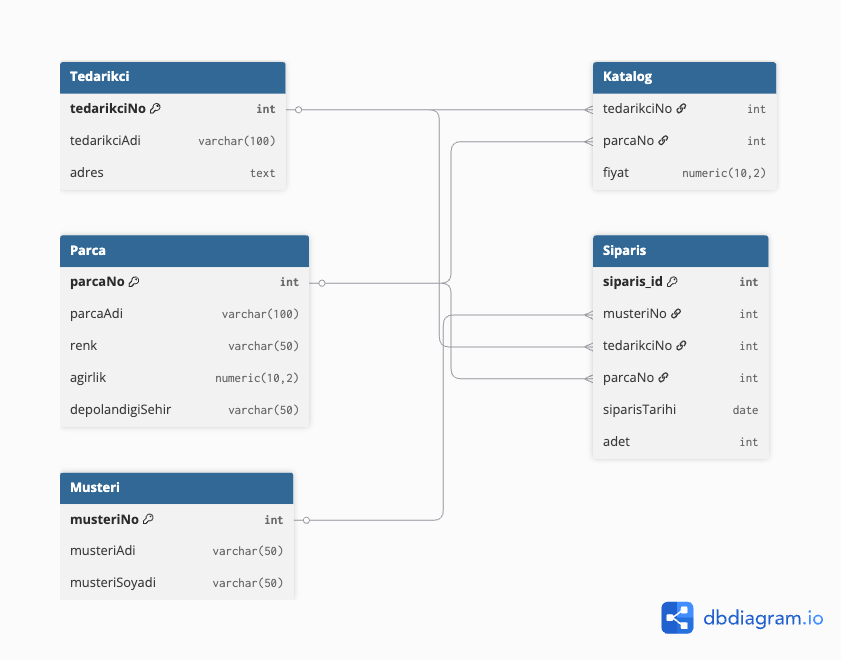 Tedarikci
tedarikciNo int
tedarikciAdi varchar(100)
adres text
Katalog
tedarikciNo int
parcaNo int
fiyat numeric(10,2)
Parca
parcaNo int
parcaAdi varchar(100)
renk varchar(50)
agirlik numeric(10,2)
depolandigiSehir varchar(50)
Siparis
siparis_id int
musteriNo int
tedarikciNo int
parcaNo int
siparisTarihi date
adet int
Musteri
musteriNo int
musteriAdi varchar(50)
musteriSoyadi varchar(50)
dbdiagram.io